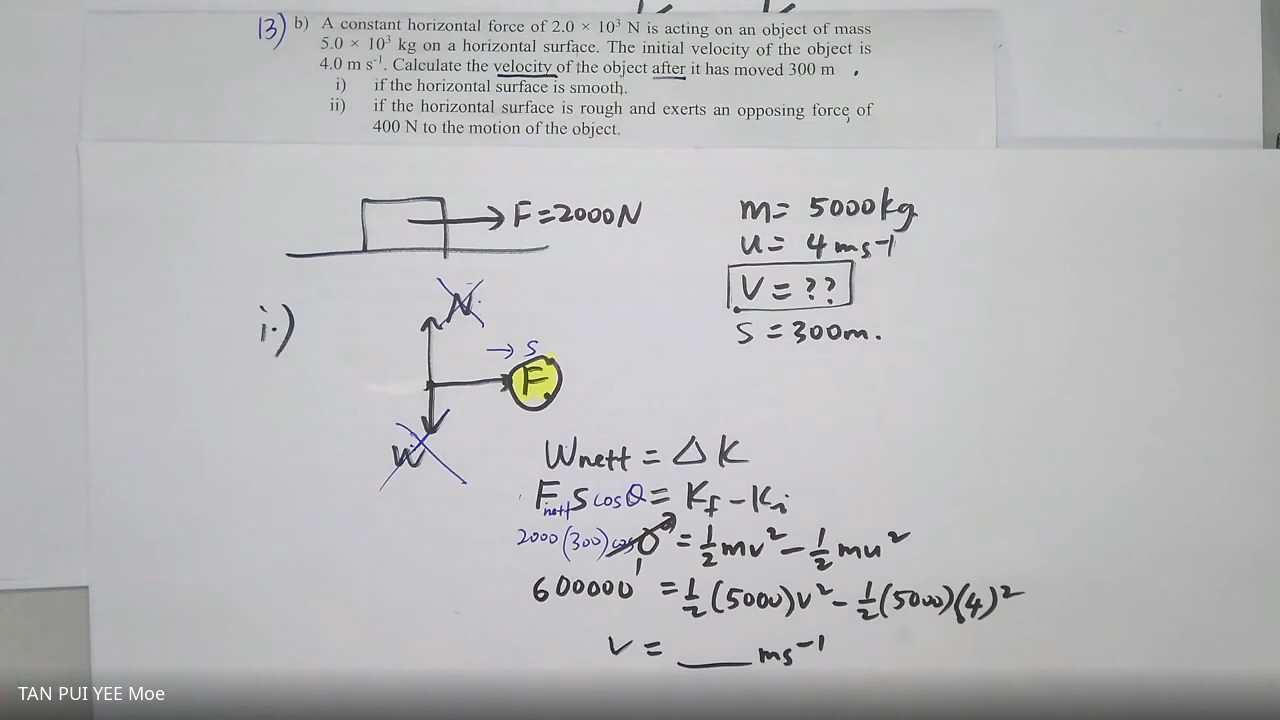 13) b) A constant horizontal force of 2.0 × 10³ N is acting on an object of mass
5.0 × 10³ kg on a horizontal surface. The initial velocity of the object is
4.0 m s⁻¹. Calculate the velocity of the object after it has moved 300 m
i) if the horizontal surface is smooth.
ii) if the horizontal surface is rough and exerts an opposing force of
400 N to the motion of the object.
F=2000N
m= 5000kg
u= 4ms⁻¹
V=??
S=300m.
i.)
N
→ S
F
W
Wnett = ΔK
Fnett S cosθ = Kf - Ki
2000(300)cos0° = ½mv² - ½mu²
1
600000 = ½(5000)v² - ½(5000)(4)²
V = ___ ms⁻¹
TAN PUI YEE Moe